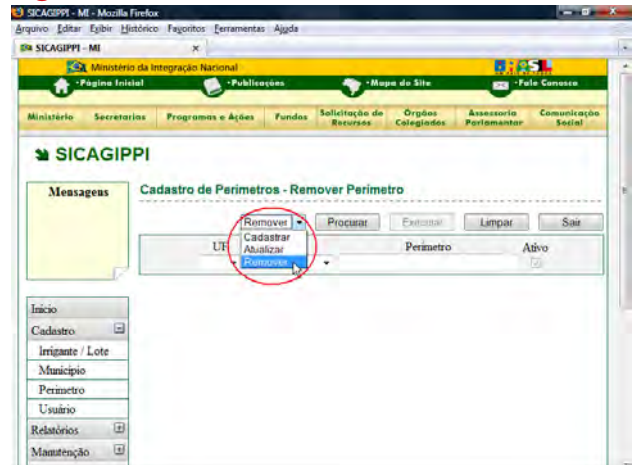 SICAGIPPI - MI - Mozilla Firefox
Arquivo Editar Exibir Histórico Favoritos Ferramentas Ajuda
SICAGIPPI - MI
Ministério da Integração Nacional
Página Inicial Publicações Mapa do Site Fale Conosco
Ministério Secretarias Programas e Ações Fundos Solicitação de Recursos Órgãos Colegiados Assessoria Parlamentar Comunicação Social
SICAGIPPI
Mensagens
Cadastro de Perimetros - Remover Perímetro
Remover Procurar Executar Limpar Sair
Cadastrar
Atualizar
Remover
UF Perimetro Ativo
Início
Cadastro
Irrigante / Lote
Município
Perimetro
Usuário
Relatórios
Manutenção